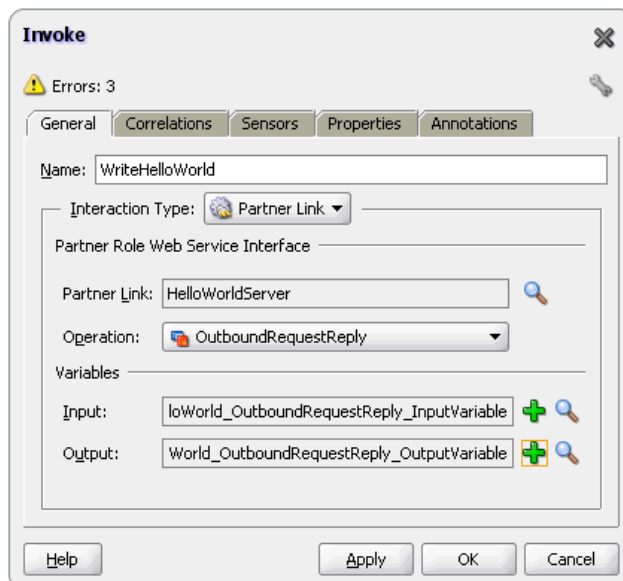 Invoke
Errors: 3
General Correlations Sensors Properties Annotations
Name: WriteHelloWorld
Interaction Type: Partner Link
Partner Role Web Service Interface
Partner Link: HelloWorldServer
Operation: OutboundRequestReply
Variables
Input: loWorld_OutboundRequestReply_InputVariable
Output: World_OutboundRequestReply_OutputVariable
Help Apply OK Cancel